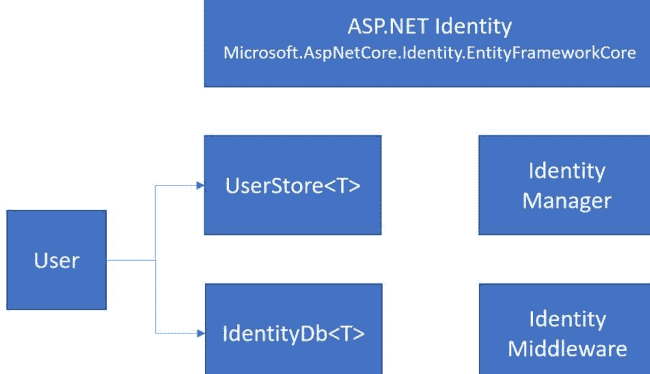 ASP.NET Identity
Microsoft.AspNetCore.Identity.EntityFrameworkCore
UserStore<T>
Identity
Manager
User
IdentityDb<T>
Identity
Middleware